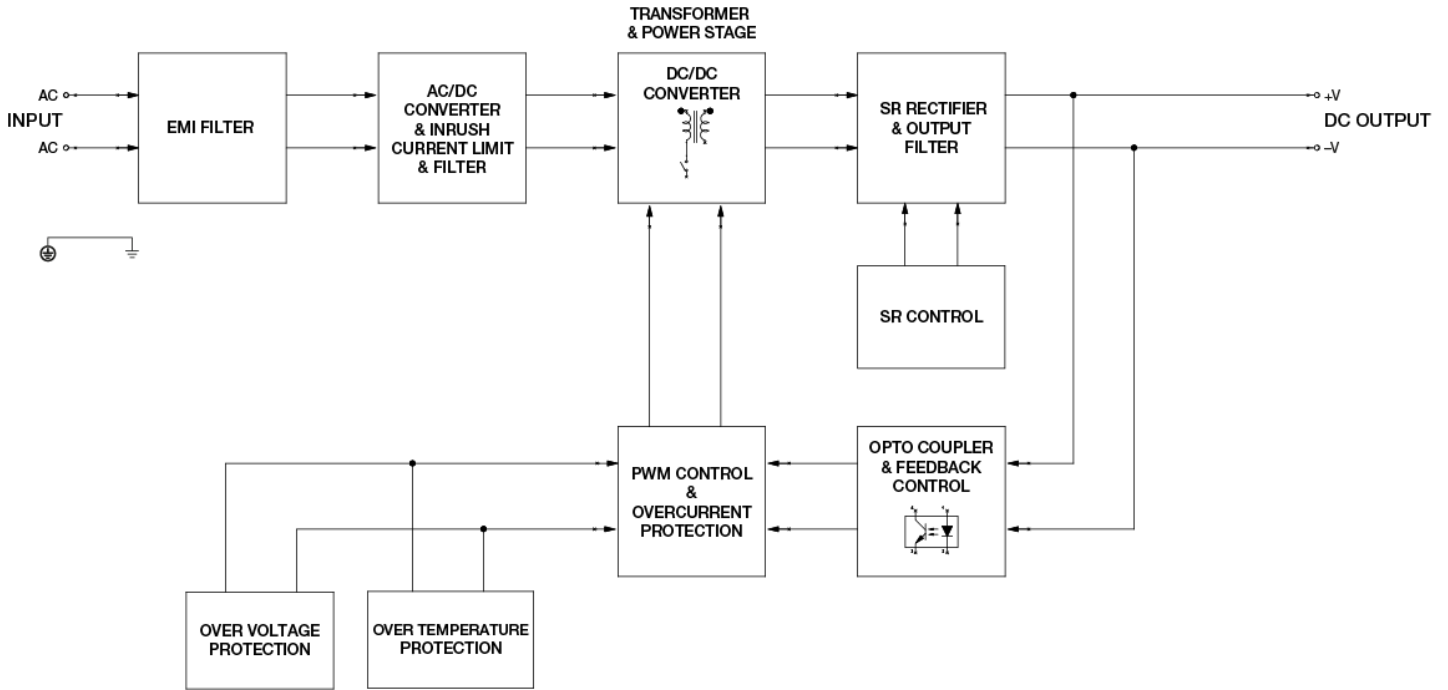 TRANSFORMER
& POWER STAGE
AC
INPUT
AC
EMI FILTER
AC/DC
CONVERTER
& INRUSH
CURRENT LIMIT
& FILTER
DC/DC
CONVERTER
SR RECTIFIER
& OUTPUT
FILTER
+V
DC OUTPUT
–V
SR CONTROL
PWM CONTROL
&
OVERCURRENT
PROTECTION
OPTO COUPLER
& FEEDBACK
CONTROL
OVER VOLTAGE
PROTECTION
OVER TEMPERATURE
PROTECTION